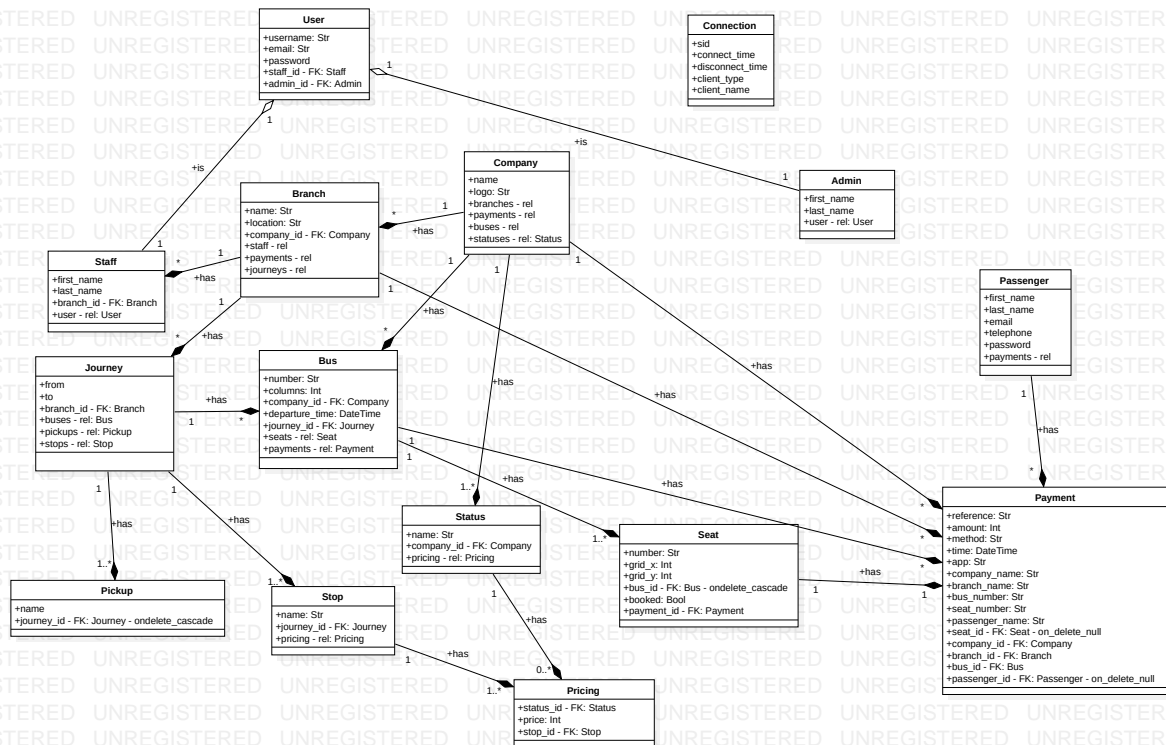 User
+username: Str
+email: Str
+password
+staff_id - FK: Staff
+admin_id - FK: Admin
Connection
+sid
+connect_time
+disconnect_time
+client_type
+client_name
1
1
+is
+is
1
1
Company
+name
+logo: Str
+branches - rel
+payments - rel
+buses - rel
+statuses - rel: Status
Admin
+first_name
+last_name
+user - rel: User
Branch
+name: Str
+location: Str
+company_id - FK: Company
+staff - rel
+payments - rel
+journeys - rel
*
1
+has
Staff
+first_name
+last_name
+branch_id - FK: Branch
+user - rel: User
*
1
+has
1
*
+has
1
*
+has
1
1
1
Passenger
+first_name
+last_name
+email
+telephone
+password
+payments - rel
Journey
+from
+to
+branch_id - FK: Branch
+buses - rel: Bus
+pickups - rel: Pickup
+stops - rel: Stop
+has
1
*
Bus
+number: Str
+columns: Int
+company_id - FK: Company
+departure_time: DateTime
+journey_id - FK: Journey
+seats - rel: Seat
+payments - rel: Payment
+has
+has
+has
1
+has
*
1
1
+has
+has
1..*
1..*
*
*
*
1
+has
1..*
1
+has
1..*
Status
+name: Str
+company_id - FK: Company
+pricing - rel: Pricing
Seat
+number: Str
+grid_x: Int
+grid_y: Int
+bus_id - FK: Bus - ondelete_cascade
+booked: Bool
+payment_id - FK: Payment
1
+has
1
Payment
+reference: Str
+amount: Int
+method: Str
+time: DateTime
+app: Str
+company_name: Str
+branch_name: Str
+bus_number: Str
+seat_number: Str
+passenger_name: Str
+seat_id - FK: Seat - on_delete_null
+company_id - FK: Company
+branch_id - FK: Branch
+bus_id - FK: Bus
+passenger_id - FK: Passenger - on_delete_null
Pickup
+name
+journey_id - FK: Journey - ondelete_cascade
Stop
+name: Str
+journey_id - FK: Journey
+pricing - rel: Pricing
1
+has
0..*
1
+has
1..*
Pricing
+status_id - FK: Status
+price: Int
+stop_id - FK: Stop
UNREGISTERED